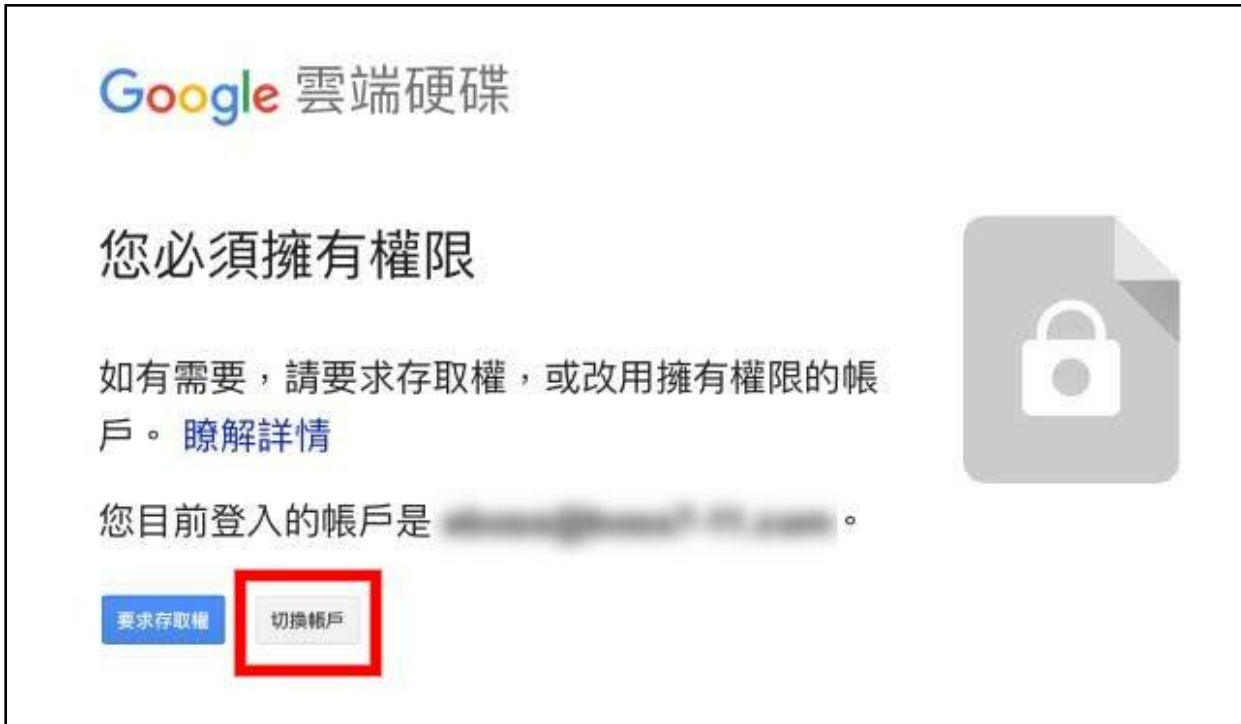 Google 雲端硬碟
您必須擁有權限
如有需要，請要求存取權，或改用擁有權限的帳
戶。 瞭解詳情
您目前登入的帳戶是 。
要求存取權 切換帳戶